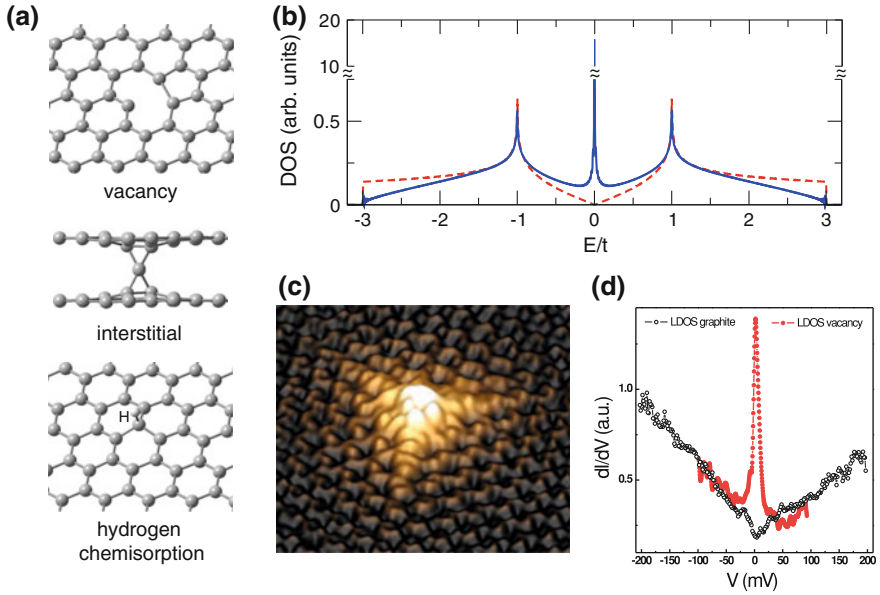 (a)
vacancy
interstitial
H
hydrogen
chemisorption
(b)
DOS (arb. units)
20
10
0.5
0
≈
≈
≈
-3
-2
-1
0
1
2
3
E/t
(c)
(d)
LDOS graphite
LDOS vacancy
dI/dV (a.u.)
1.0
0.5
-200
-150
-100
-50
0
50
100
150
200
V (mV)